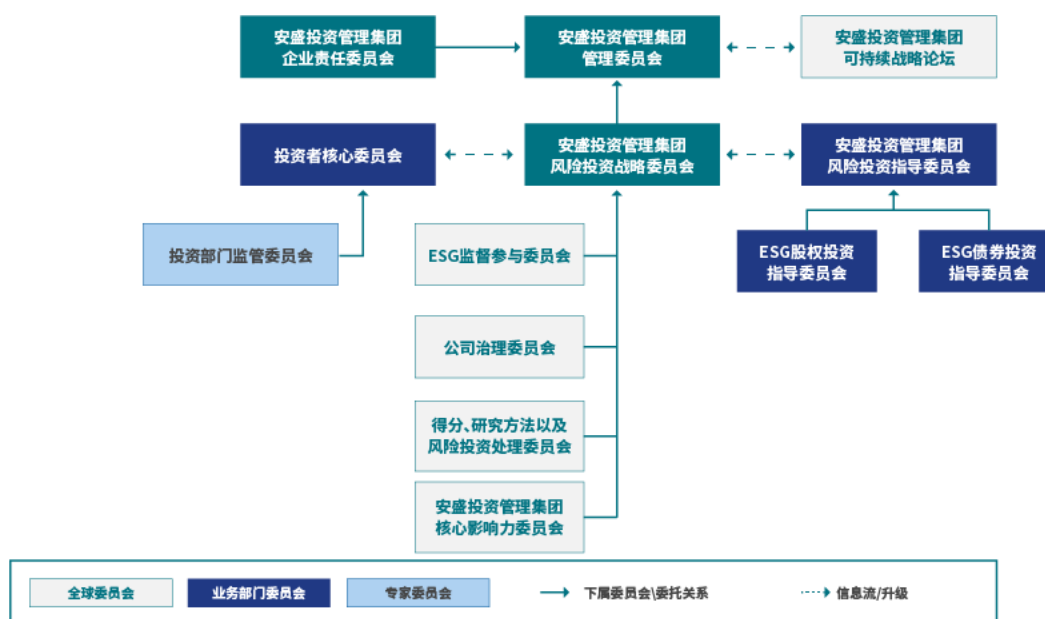 安盛投资管理集团
企业责任委员会
安盛投资管理集团
管理委员会
安盛投资管理集团
可持续战略论坛
投资者核心委员会
安盛投资管理集团
风险投资战略委员会
安盛投资管理集团
风险投资指导委员会
投资部门监管委员会
ESG监督参与委员会
ESG股权投资
指导委员会
ESG债券投资
指导委员会
公司治理委员会
得分、研究方法以及
风险投资处理委员会
安盛投资管理集团
核心影响力委员会
全球委员会
业务部门委员会
专家委员会
下属委员会\委托关系
信息流/升级